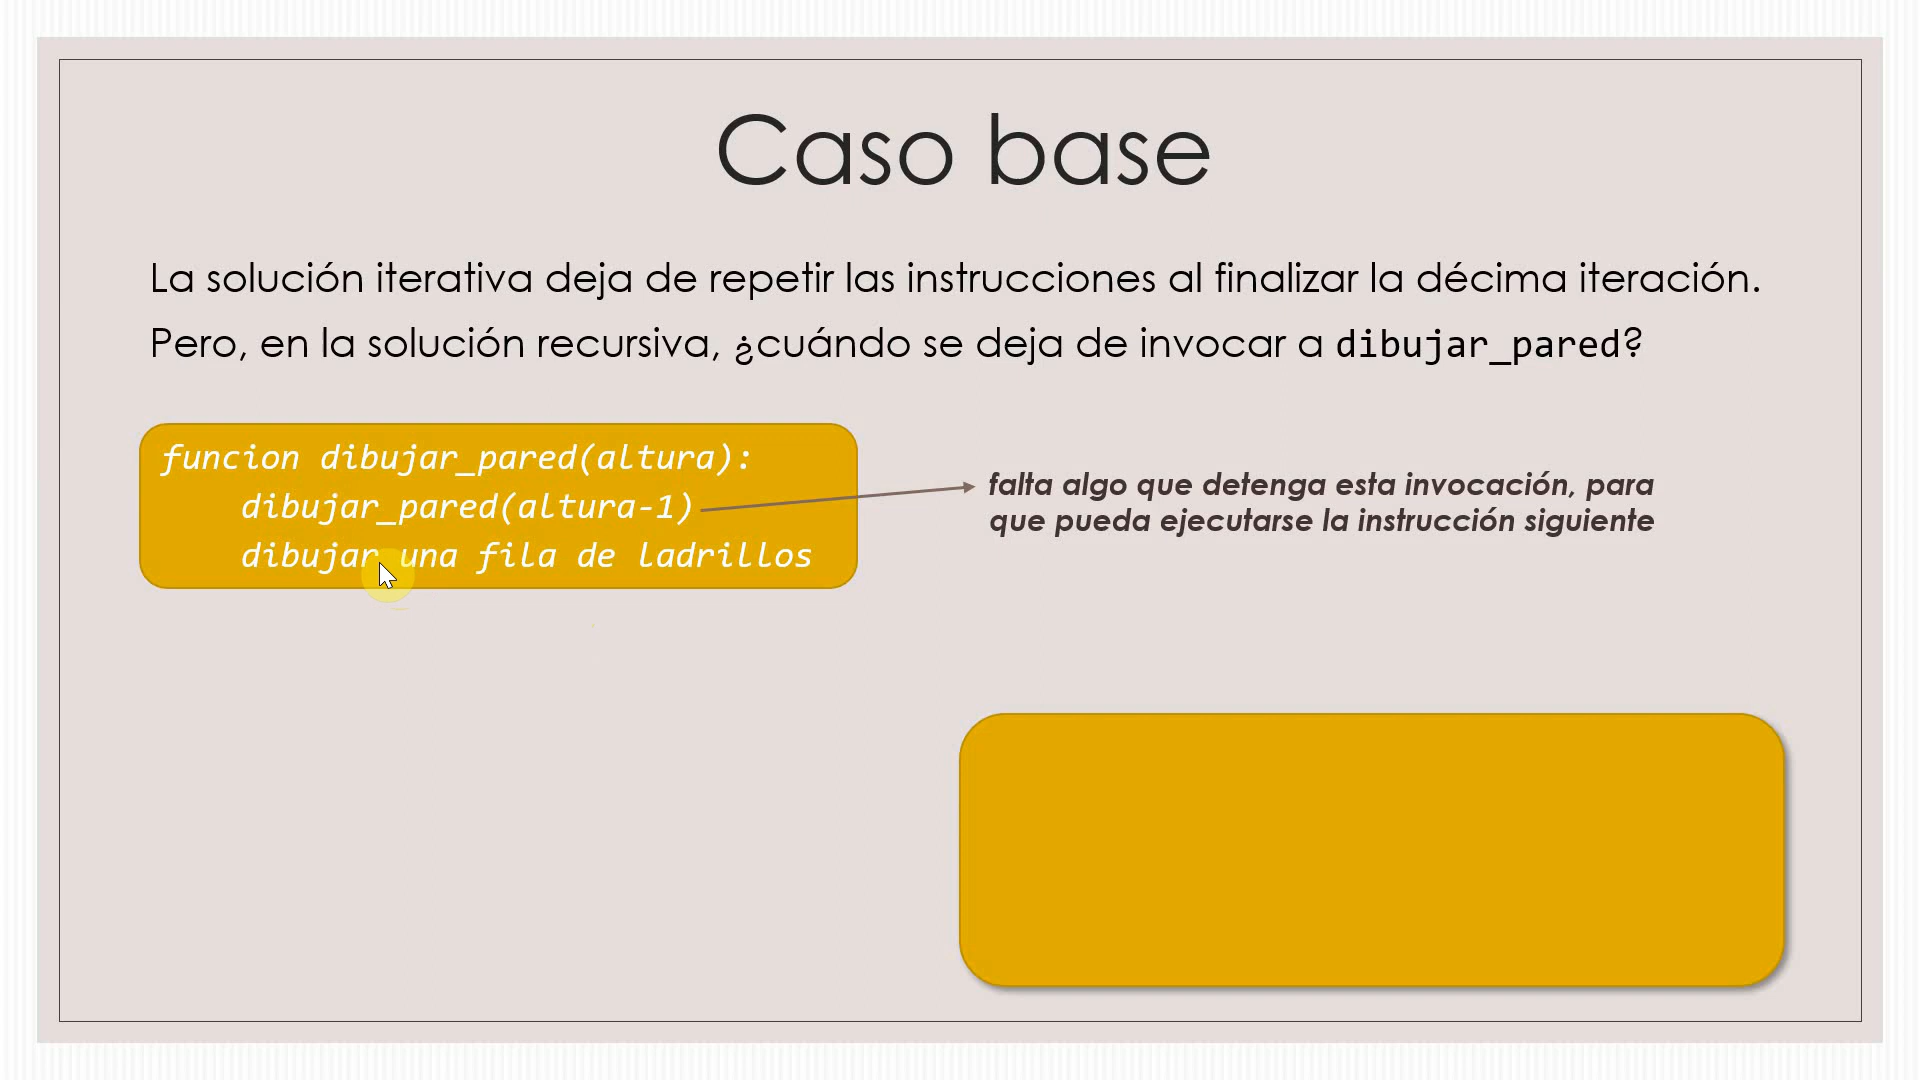 Caso base
La solución iterativa deja de repetir las instrucciones al finalizar la décima iteración.
Pero, en la solución recursiva, ¿cuándo se deja de invocar a dibujar_pared?
funcion dibujar_pared(altura):
dibujar_pared(altura-1)
dibujar una fila de ladrillos
falta algo que detenga esta invocación, para
que pueda ejecutarse la instrucción siguiente